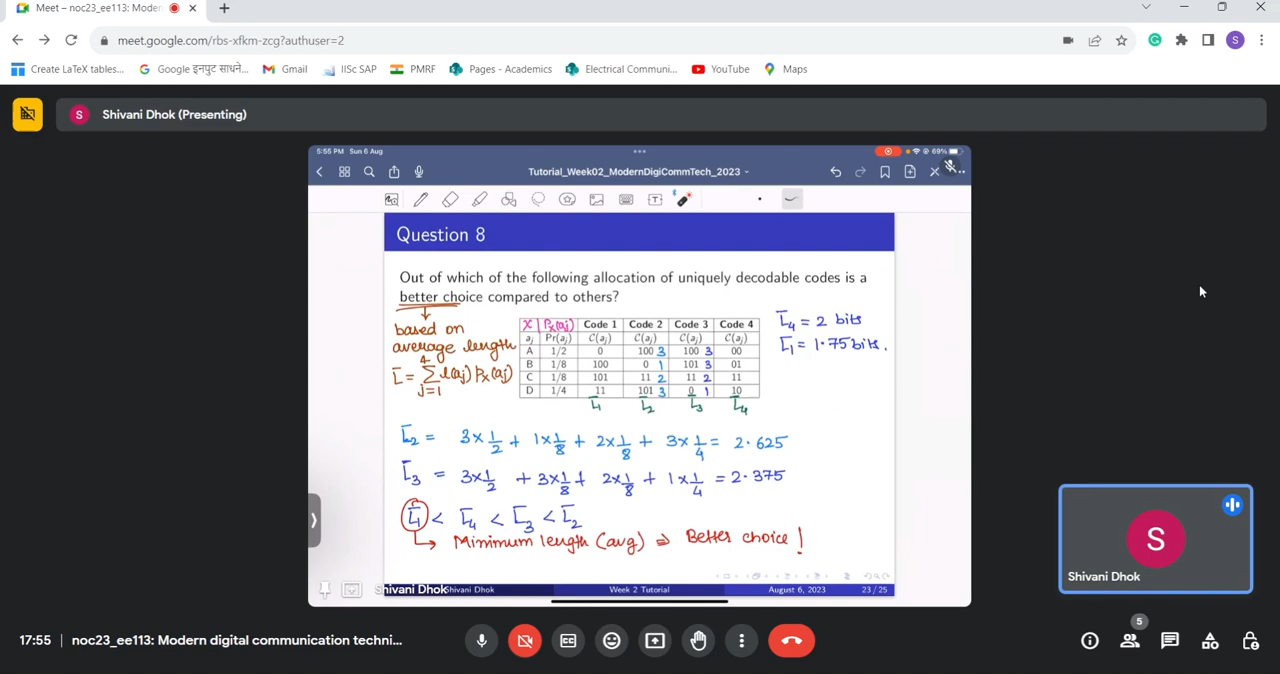 Meet – noc23_ee113: Moder
meet.google.com/rbs-xfkm-zcg?authuser=2
S
Create LaTeX tables...
Google इनपुट साधने...
Gmail
IISc SAP
PMRF
Pages - Academics
Electrical Communi...
YouTube
Maps
S
Shivani Dhok (Presenting)
5:55 PM Sun 6 Aug
69%
Tutorial_Week02_ModernDigiCommTech_2023
Question 8
Out of which of the following allocation of uniquely decodable codes is a
better choice compared to others?
based on
average length
L̄ = 4 Σ j=1 l(aj) Px(aj)
X Px(aj) Code 1 Code 2 Code 3 Code 4
aj Pr(aj) C(aj) C(aj) C(aj) C(aj)
A 1/2 0 100 3 100 3 00
B 1/8 100 0 1 101 3 01
C 1/8 101 11 2 11 2 11
D 1/4 11 101 3 0 1 10
L̄1 L̄2 L̄3 L̄4
L̄4 = 2 bits
L̄1 = 1.75 bits.
L̄2 = 3×1/2 + 1×1/8 + 2×1/8 + 3×1/4 = 2.625
L̄3 = 3×1/2 + 3×1/8 + 2×1/8 + 1×1/4 = 2.375
L̄1 < L̄4 < L̄3 < L̄2
Minimum length (avg) ⇒ Better choice !
Shivani Dhok
Shivani Dhok
Week 2 Tutorial
August 6, 2023
23 / 25
S
Shivani Dhok
17:55 | noc23_ee113: Modern digital communication techni...
5